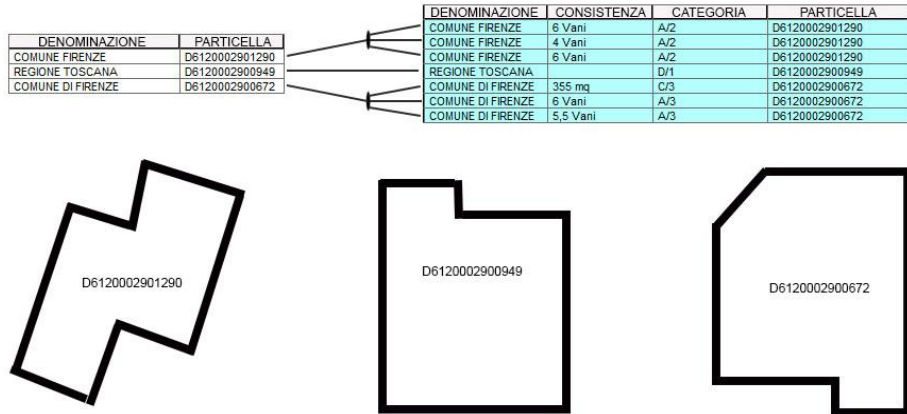 DENOMINAZIONE PARTICELLA
COMUNE FIRENZE D6120002901290
REGIONE TOSCANA D6120002900949
COMUNE DI FIRENZE D6120002900672
DENOMINAZIONE CONSISTENZA CATEGORIA PARTICELLA
COMUNE FIRENZE 6 Vani A/2 D6120002901290
COMUNE FIRENZE 4 Vani A/2 D6120002901290
COMUNE FIRENZE 6 Vani A/2 D6120002901290
REGIONE TOSCANA D/1 D6120002900949
COMUNE DI FIRENZE 355 mq C/3 D6120002900672
COMUNE DI FIRENZE 6 Vani A/3 D6120002900672
COMUNE DI FIRENZE 5,5 Vani A/3 D6120002900672
D6120002901290
D6120002900949
D6120002900672